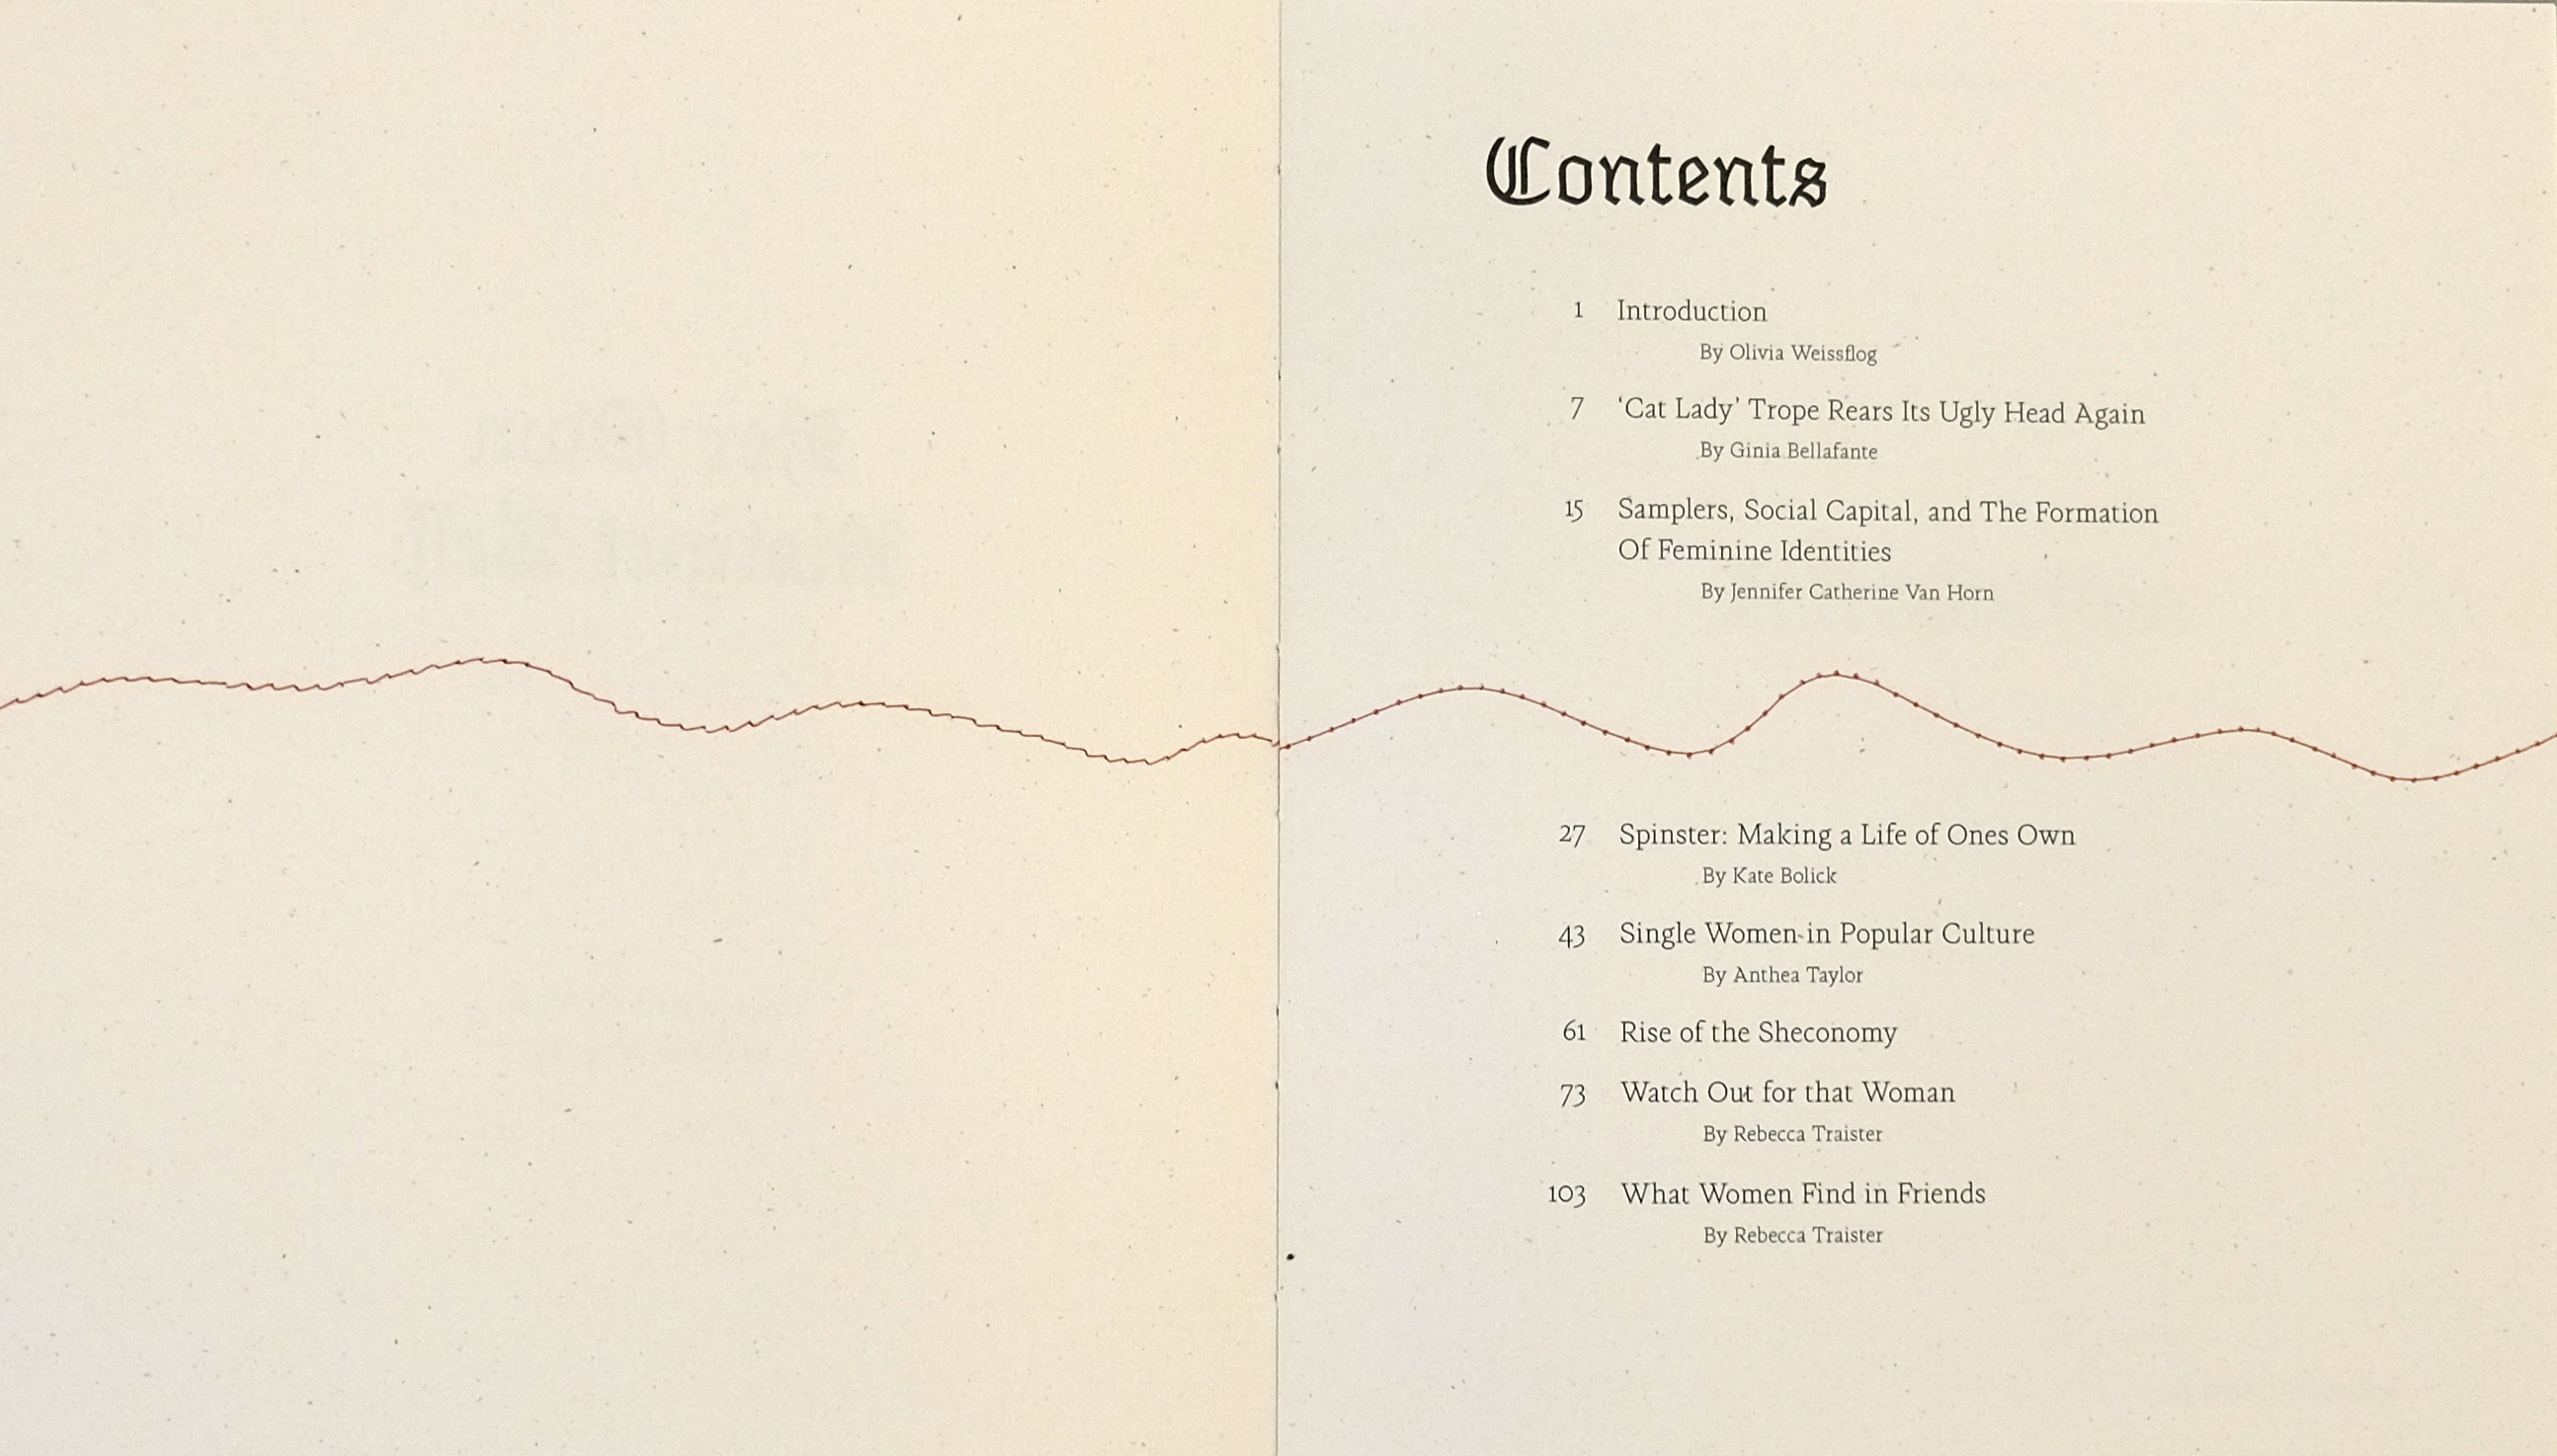 Contents
1 Introduction
By Olivia Weissflog
7 ‘Cat Lady’ Trope Rears Its Ugly Head Again
By Ginia Bellafante
15 Samplers, Social Capital, and The Formation
Of Feminine Identities
By Jennifer Catherine Van Horn
27 Spinster: Making a Life of Ones Own
By Kate Bolick
43 Single Women in Popular Culture
By Anthea Taylor
61 Rise of the Sheconomy
73 Watch Out for that Woman
By Rebecca Traister
103 What Women Find in Friends
By Rebecca Traister